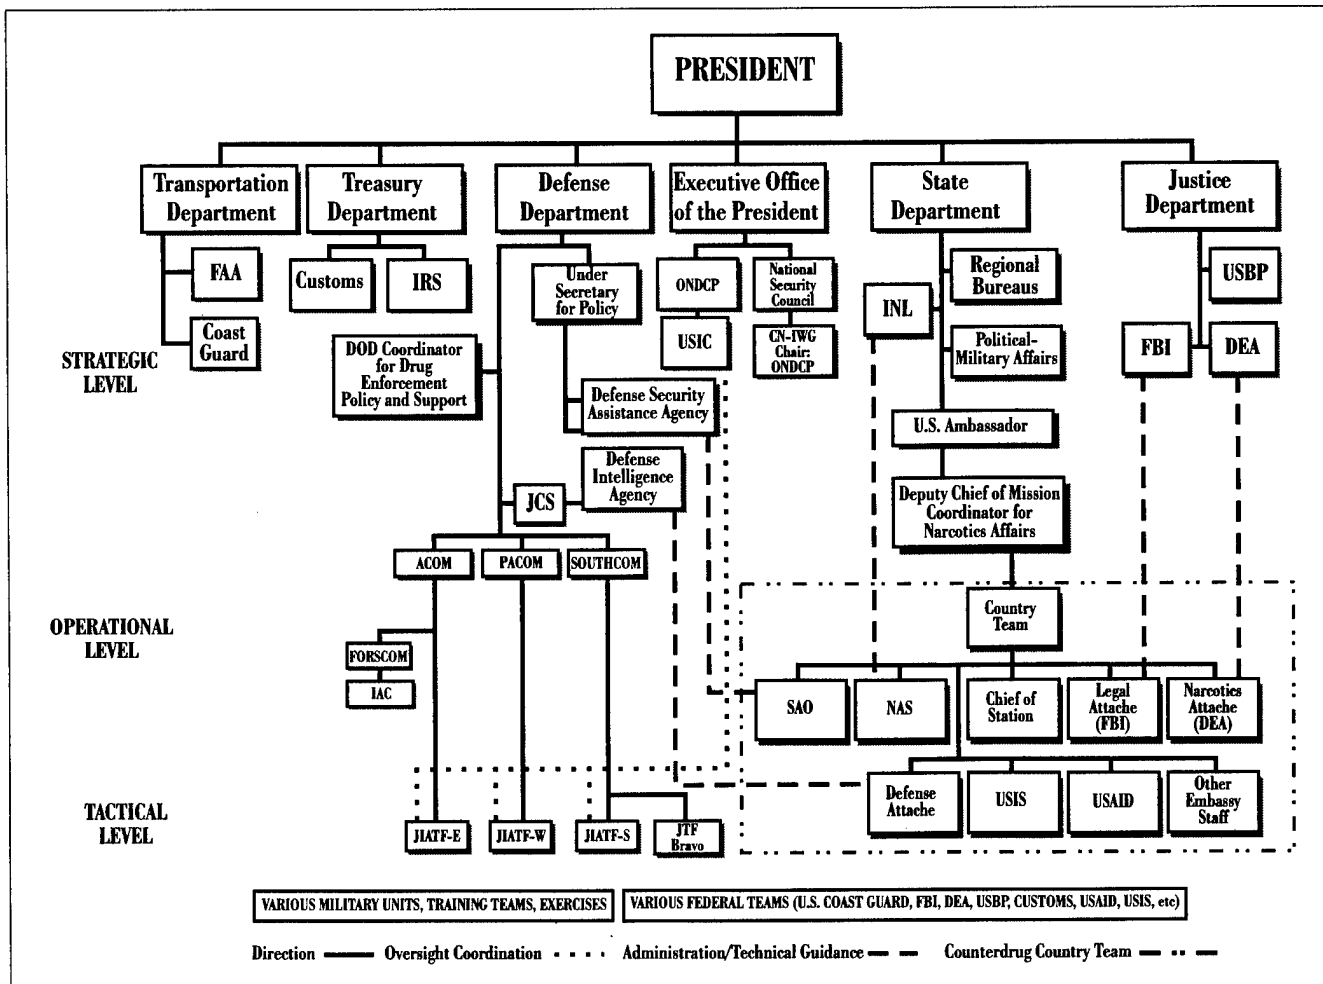 PRESIDENT
Transportation
Department
Treasury
Department
Defense
Department
Executive Office
of the President
State
Department
Justice
Department
FAA
Coast
Guard
Customs
IRS
Under
Secretary
for Policy
ONDCP
USIC
National
Security
Council
CN-IWG
Chair:
ONDCP
INL
Regional
Bureaus
Political-
Military Affairs
USBP
FBI
DEA
STRATEGIC
LEVEL
DOD Coordinator
for Drug
Enforcement
Policy and Support
Defense Security
Assistance Agency
U.S. Ambassador
Defense
Intelligence
Agency
JCS
Deputy Chief of Mission
Coordinator for
Narcotics Affairs
ACOM
PACOM
SOUTHCOM
OPERATIONAL
LEVEL
Country
Team
FORSCOM
IAC
SAO
NAS
Chief of
Station
Legal
Attache
(FBI)
Narcotics
Attache
(DEA)
TACTICAL
LEVEL
Defense
Attache
USIS
USAID
Other
Embassy
Staff
JIATF-E
JIATF-W
JIATF-S
JTF
Bravo
VARIOUS MILITARY UNITS, TRAINING TEAMS, EXERCISES
VARIOUS FEDERAL TEAMS (U.S. COAST GUARD, FBI, DEA, USBP, CUSTOMS, USAID, USIS, etc)
Direction
Oversight Coordination
Administration/Technical Guidance
Counterdrug Country Team